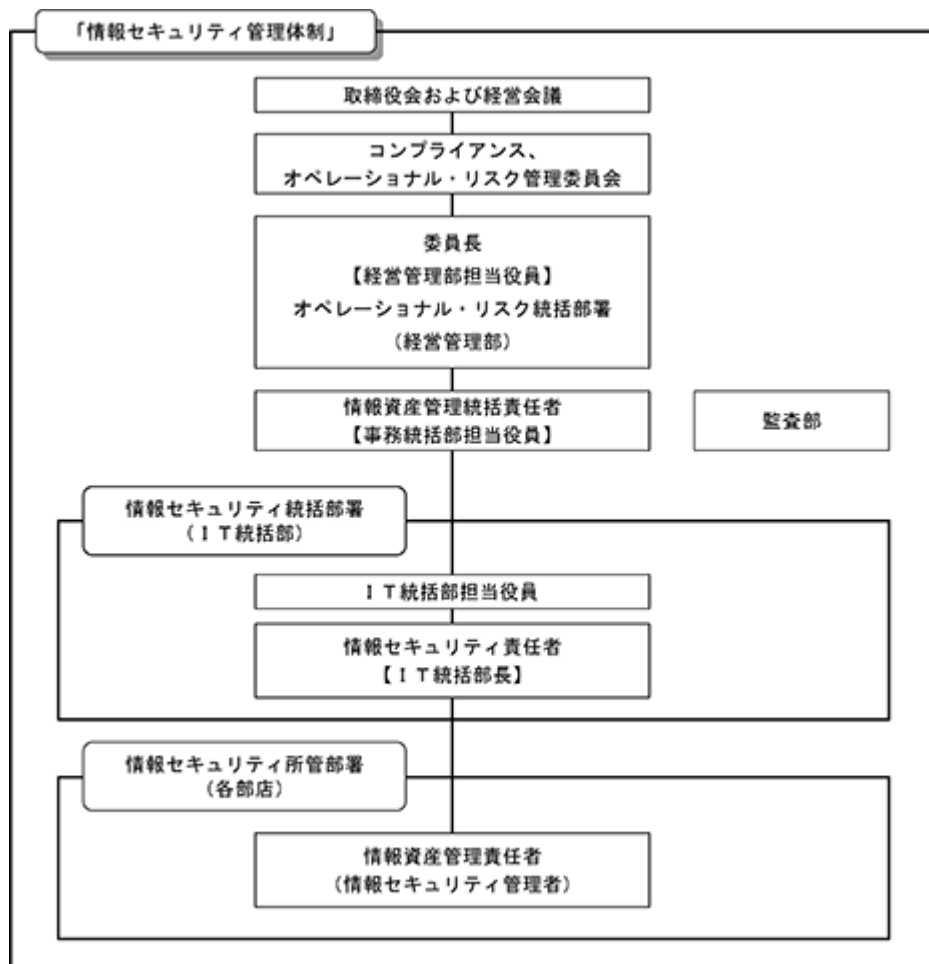 「情報セキュリティ管理体制」
取締役会および経営会議
コンプライアンス、
オペレーショナル・リスク管理委員会
委員長
【経営管理部担当役員】
オペレーショナル・リスク統括部署
（経営管理部）
情報資産管理統括責任者
【事務統括部担当役員】
監査部
情報セキュリティ統括部署
（ＩＴ統括部）
ＩＴ統括部担当役員
情報セキュリティ責任者
【ＩＴ統括部長】
情報セキュリティ所管部署
（各部店）
情報資産管理責任者
（情報セキュリティ管理者）